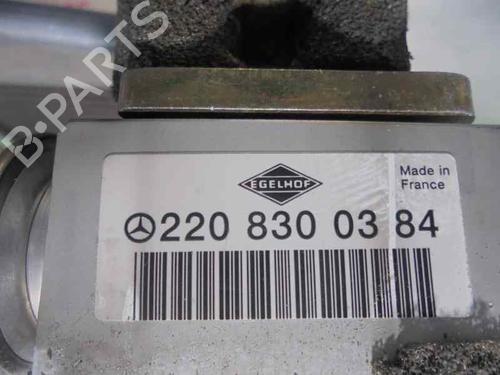 B-PARTS
EGELHOF
Made in
France
220 830 03 84